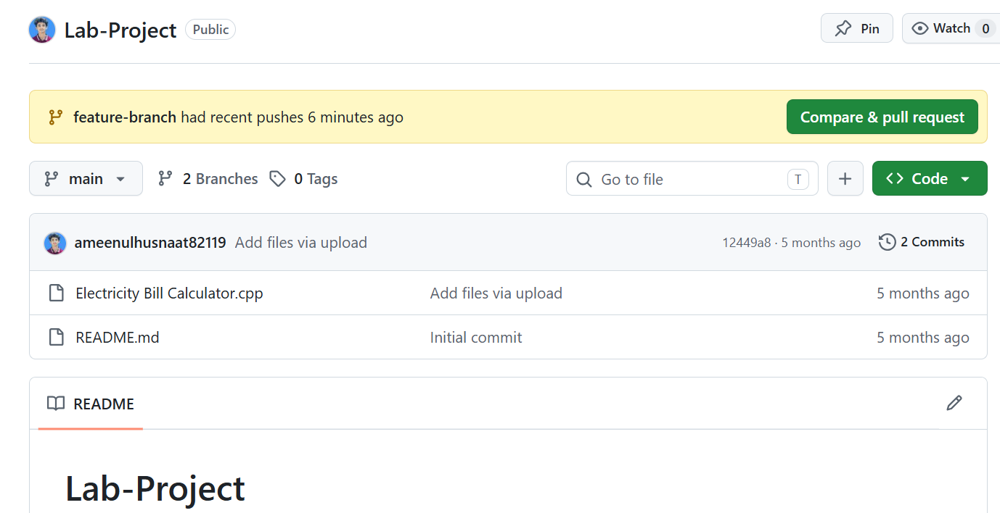 Lab-Project Public Pin Watch 0
feature-branch had recent pushes 6 minutes ago Compare & pull request
main 2 Branches 0 Tags Go to file T + <> Code
ameenulhusnaat82119 Add files via upload 12449a8 · 5 months ago 2 Commits
Electricity Bill Calculator.cpp Add files via upload 5 months ago
README.md Initial commit 5 months ago
README
Lab-Project